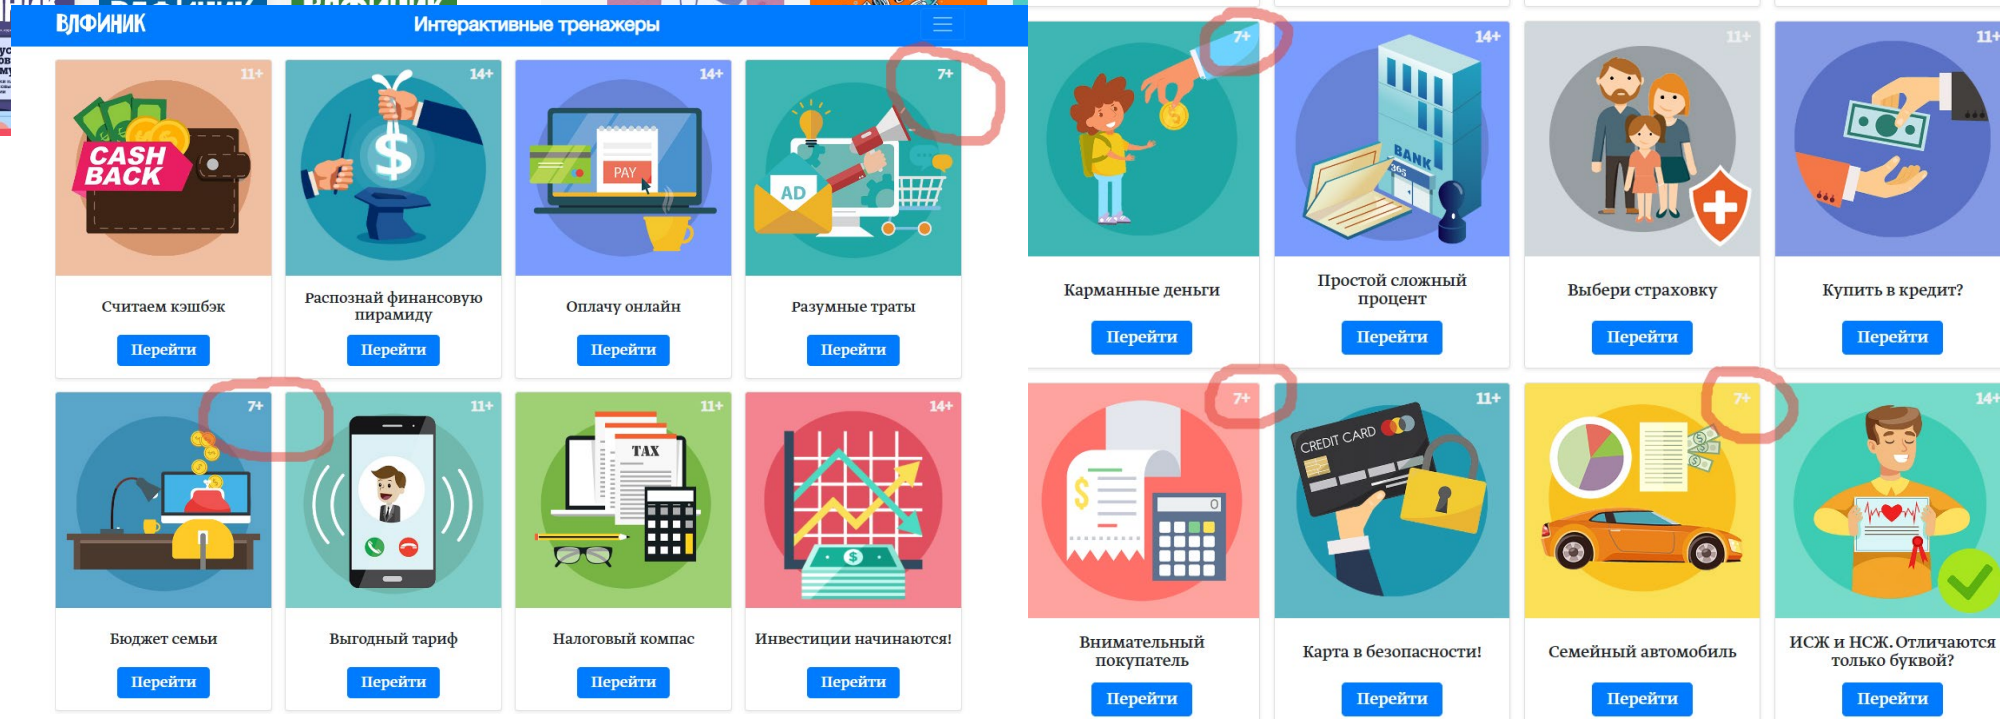 ВЛФИНИК
Интерактивные тренажеры
11+
CASH
BACK
Считаем кэшбэк
Перейти
14+
$
Распознай финансовую
пирамиду
Перейти
14+
PAY
Оплачу онлайн
Перейти
7+
AD
Разумные траты
Перейти
7+
Бюджет семьи
Перейти
11+
Выгодный тариф
Перейти
11+
TAX
Налоговый компас
Перейти
14+
$
Инвестиции начинаются!
Перейти
7+
$
Карманные деньги
Перейти
14+
BANK
365
Простой сложный
процент
Перейти
11+
Выбери страховку
Перейти
11+
Купить в кредит?
Перейти
7+
$
0
Внимательный
покупатель
Перейти
11+
CREDIT CARD
Карта в безопасности!
Перейти
7+
Семейный автомобиль
Перейти
14+
ИСЖ и НСЖ. Отличаются
только буквой?
Перейти